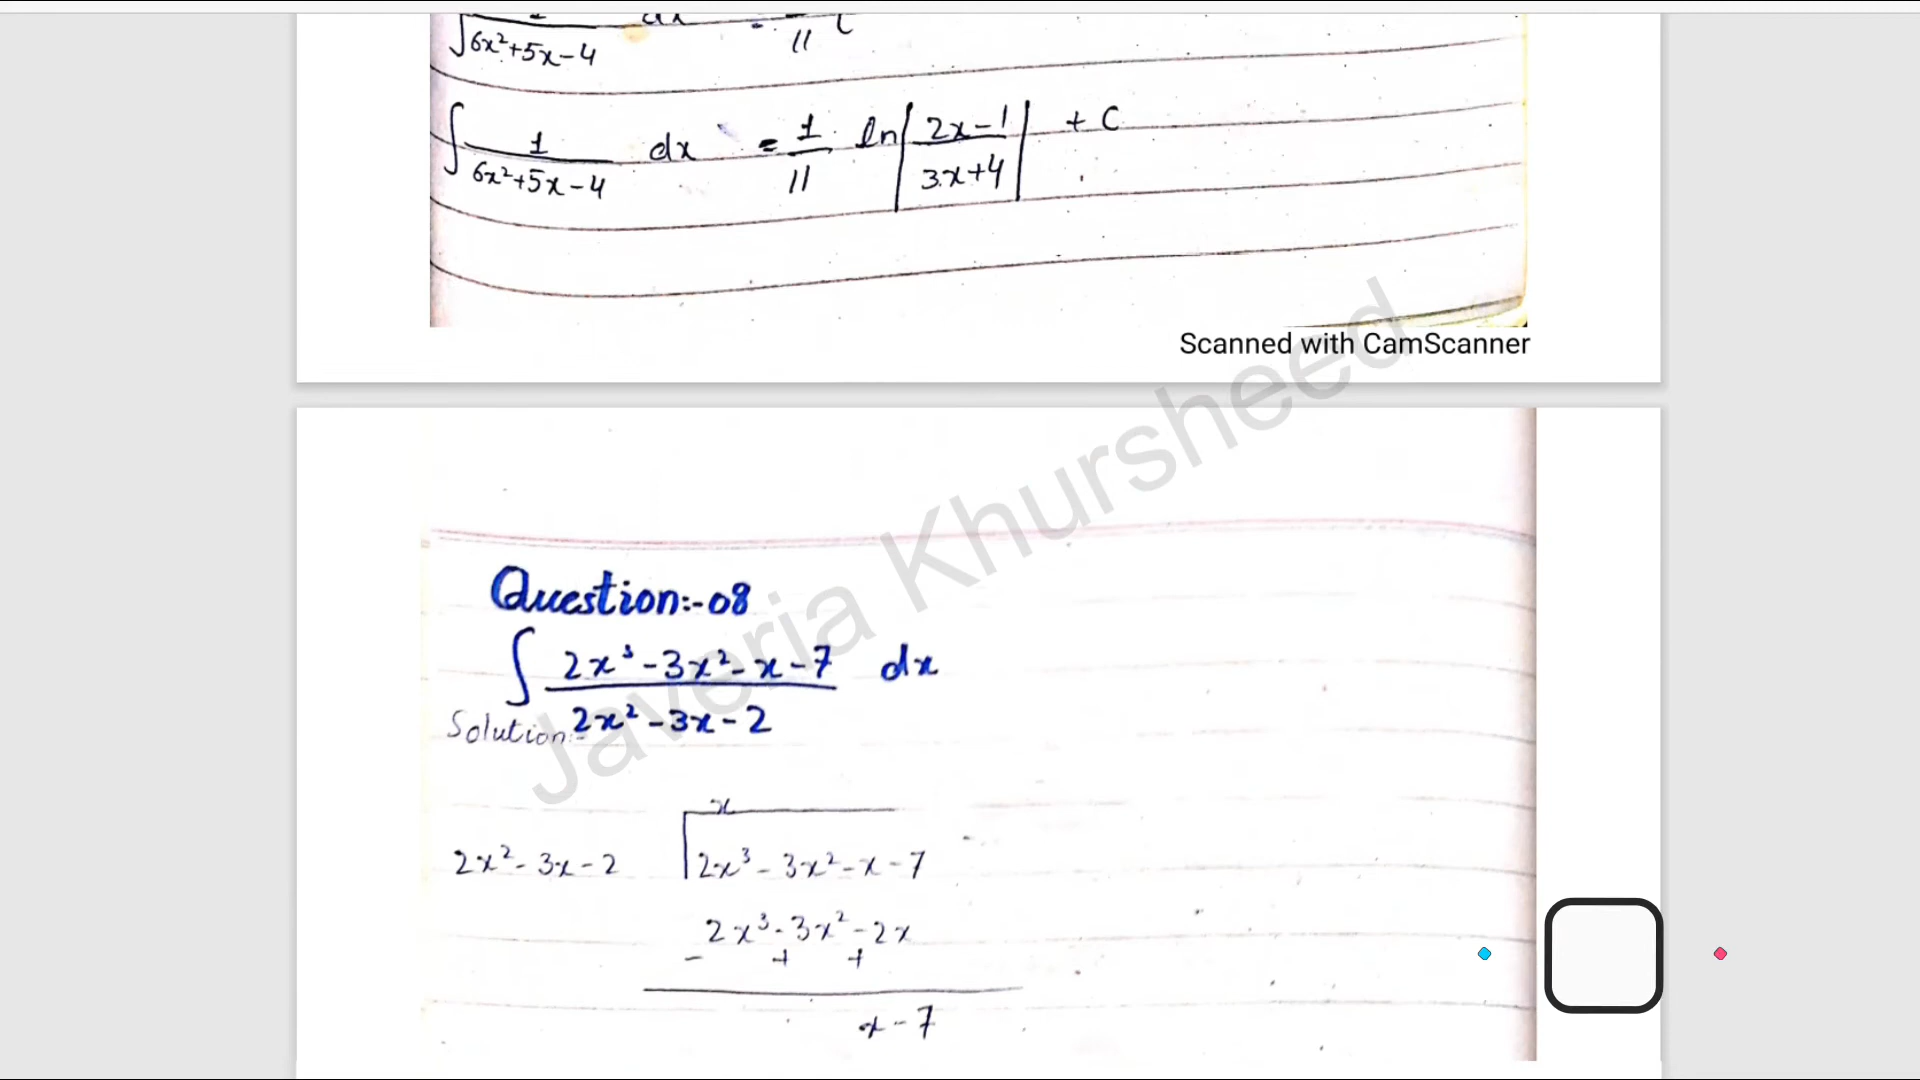 ∫ 1/(6x²+5x-4) dx = 1/11 ln|(2x-1)/(3x+4)| + C
Scanned with CamScanner
Javeria Khursheed
Question:-08
∫ (2x³-3x²-x-7)/(2x²-3x-2) dx
Solution:-
x
2x²-3x-2 2x³-3x²-x-7
2x³-3x²-2x
- + +
x-7